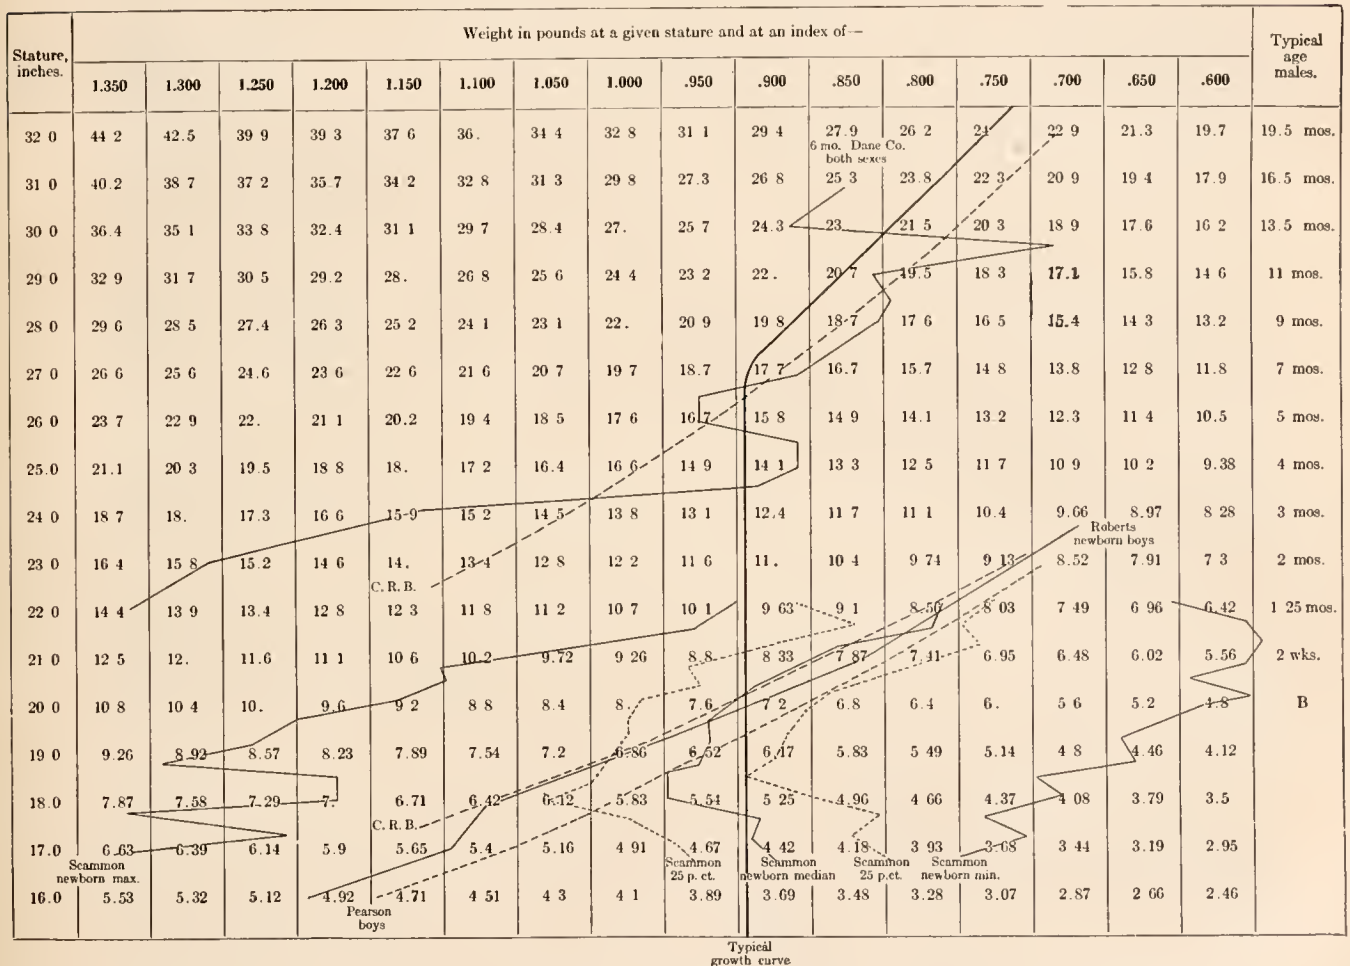 Weight in pounds at a given stature and at an index of—
Stature, inches. 1.350 1.300 1.250 1.200 1.150 1.100 1.050 1.000 .950 .900 .850 .800 .750 .700 .650 .600 Typical age males.
32 0 44 2 42.5 39 9 39 3 37 6 36. 34 4 32 8 31 1 29 4 27.9 26 2 24 22 9 21.3 19.7 19.5 mos.
6 mo. Dane Co.
both sexes
31 0 40.2 38 7 37 2 35.7 34 2 32 8 31 3 29 8 27.3 26 8 25 3 23.8 22 3 20 9 19 4 17.9 16.5 mos.
30 0 36.4 35 1 33 8 32.4 31 1 29 7 28.4 27. 25 7 24.3 23 21 5 20 3 18 9 17.6 16 2 13.5 mos.
29 0 32 9 31 7 30 5 29.2 28. 26 8 25 6 24 4 23 2 22. 20 7 19.5 18 3 17.1 15.8 14 6 11 mos.
28 0 29 6 28 5 27.4 26 3 25 2 24 1 23 1 22. 20 9 19 8 18 7 17 6 16 5 15.4 14 3 13.2 9 mos.
27 0 26 6 25 6 24.6 23 6 22 6 21 6 20 7 19 7 18.7 17 7 16.7 15.7 14 8 13.8 12 8 11.8 7 mos.
26 0 23 7 22 9 22. 21 1 20.2 19 4 18 5 17 6 16 7 15 8 14 9 14.1 13.2 12.3 11 4 10.5 5 mos.
25.0 21.1 20 3 19.5 18 8 18. 17 2 16.4 16 6 14 9 14 1 13.3 12 5 11 7 10 9 10 2 9.38 4 mos.
24 0 18 7 18. 17.3 16 6 15 9 15 2 14 5 13 8 13 1 12.4 11 7 11 1 10.4 9.66 8.97 8 28 3 mos.
Roberts
newborn boys
23 0 16 4 15 8 15.2 14 6 14. 13 4 12 8 12 2 11 6 11. 10 4 9 74 9 13 8.52 7.91 7 3 2 mos.
C. R. B.
22 0 14 4 13 9 13.4 12 8 12 3 11 8 11 2 10 7 10 1 9 63 9 1 8.56 8 03 7 49 6 96 6.42 1 25 mos.
21 0 12 5 12. 11.6 11 1 10 6 10.2 9.72 9 26 8 8 8 33 7 87 7 41 6.95 6.48 6.02 5.56 2 wks.
20 0 10 8 10 4 10. 9.6 9 2 8 8 8.4 8. 7.6 7 2 6.8 6.4 6. 5 6 5.2 4.8 B
19 0 9.26 8.92 8.57 8.23 7.89 7.54 7.2 6.86 6.52 6.17 5.83 5 49 5.14 4 8 4.46 4.12
18.0 7.87 7.58 7.29 7. 6.71 6.42 6.12 5.83 5.54 5 25 4.96 4 66 4.37 4 08 3.79 3.5
C. R. B.
17.0 6.63 6.39 6.14 5.9 5.65 5.4 5.16 4 91 4.67 4.42 4.18 3 93 3.68 3 44 3.19 2.95
Scammon
newborn max.
Scammon
25 p. ct.
Scammon
newborn median
Scammon
25 p.ct.
Scammon
newborn min.
16.0 5.53 5.32 5.12 4.92 4.71 4 51 4 3 4 1 3.89 3.69 3.48 3.28 3.07 2.87 2 66 2.46
Pearson
boys
Typical
growth curve